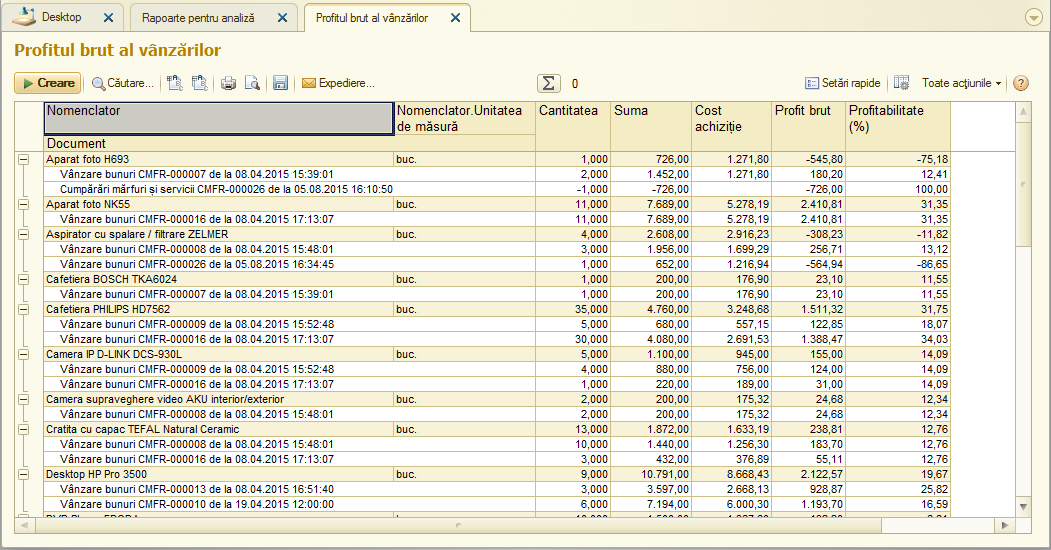 Desktop
Rapoarte pentru analiză
Profitul brut al vânzărilor
Profitul brut al vânzărilor
Creare Căutare... Expediere... Σ 0 Setări rapide Toate acțiunile ?
Nomenclator Nomenclator.Unitatea de măsură Cantitatea Suma Cost achiziție Profit brut Profitabilitate (%)
Document
Aparat foto H693 buc. 1,000 726,00 1.271,80 -545,80 -75,18
Vânzare bunuri CMFR-000007 de la 08.04.2015 15:39:01 2,000 1.452,00 1.271,80 180,20 12,41
Cumpărări mărfuri și servicii CMFR-000026 de la 05.08.2015 16:10:50 -1,000 -726,00 -726,00 100,00
Aparat foto NK55 buc. 11,000 7.689,00 5.278,19 2.410,81 31,35
Vânzare bunuri CMFR-000016 de la 08.04.2015 17:13:07 11,000 7.689,00 5.278,19 2.410,81 31,35
Aspirator cu spalare / filtrare ZELMER buc. 4,000 2.608,00 2.916,23 -308,23 -11,82
Vânzare bunuri CMFR-000008 de la 08.04.2015 15:48:01 3,000 1.956,00 1.699,29 256,71 13,12
Vânzare bunuri CMFR-000026 de la 05.08.2015 16:34:45 1,000 652,00 1.216,94 -564,94 -86,65
Cafetiera BOSCH TKA6024 buc. 1,000 200,00 176,90 23,10 11,55
Vânzare bunuri CMFR-000007 de la 08.04.2015 15:39:01 1,000 200,00 176,90 23,10 11,55
Cafetiera PHILIPS HD7562 buc. 35,000 4.760,00 3.248,68 1.511,32 31,75
Vânzare bunuri CMFR-000009 de la 08.04.2015 15:52:48 5,000 680,00 557,15 122,85 18,07
Vânzare bunuri CMFR-000016 de la 08.04.2015 17:13:07 30,000 4.080,00 2.691,53 1.388,47 34,03
Camera IP D-LINK DCS-930L buc. 5,000 1.100,00 945,00 155,00 14,09
Vânzare bunuri CMFR-000009 de la 08.04.2015 15:52:48 4,000 880,00 756,00 124,00 14,09
Vânzare bunuri CMFR-000016 de la 08.04.2015 17:13:07 1,000 220,00 189,00 31,00 14,09
Camera supraveghere video AKU interior/exterior buc. 2,000 200,00 175,32 24,68 12,34
Vânzare bunuri CMFR-000008 de la 08.04.2015 15:48:01 2,000 200,00 175,32 24,68 12,34
Cratita cu capac TEFAL Natural Ceramic buc. 13,000 1.872,00 1.633,19 238,81 12,76
Vânzare bunuri CMFR-000008 de la 08.04.2015 15:48:01 10,000 1.440,00 1.256,30 183,70 12,76
Vânzare bunuri CMFR-000016 de la 08.04.2015 17:13:07 3,000 432,00 376,89 55,11 12,76
Desktop HP Pro 3500 buc. 9,000 10.791,00 8.668,43 2.122,57 19,67
Vânzare bunuri CMFR-000013 de la 08.04.2015 16:51:40 3,000 3.597,00 2.668,13 928,87 25,82
Vânzare bunuri CMFR-000010 de la 19.04.2015 12:00:00 6,000 7.194,00 6.000,30 1.193,70 16,59